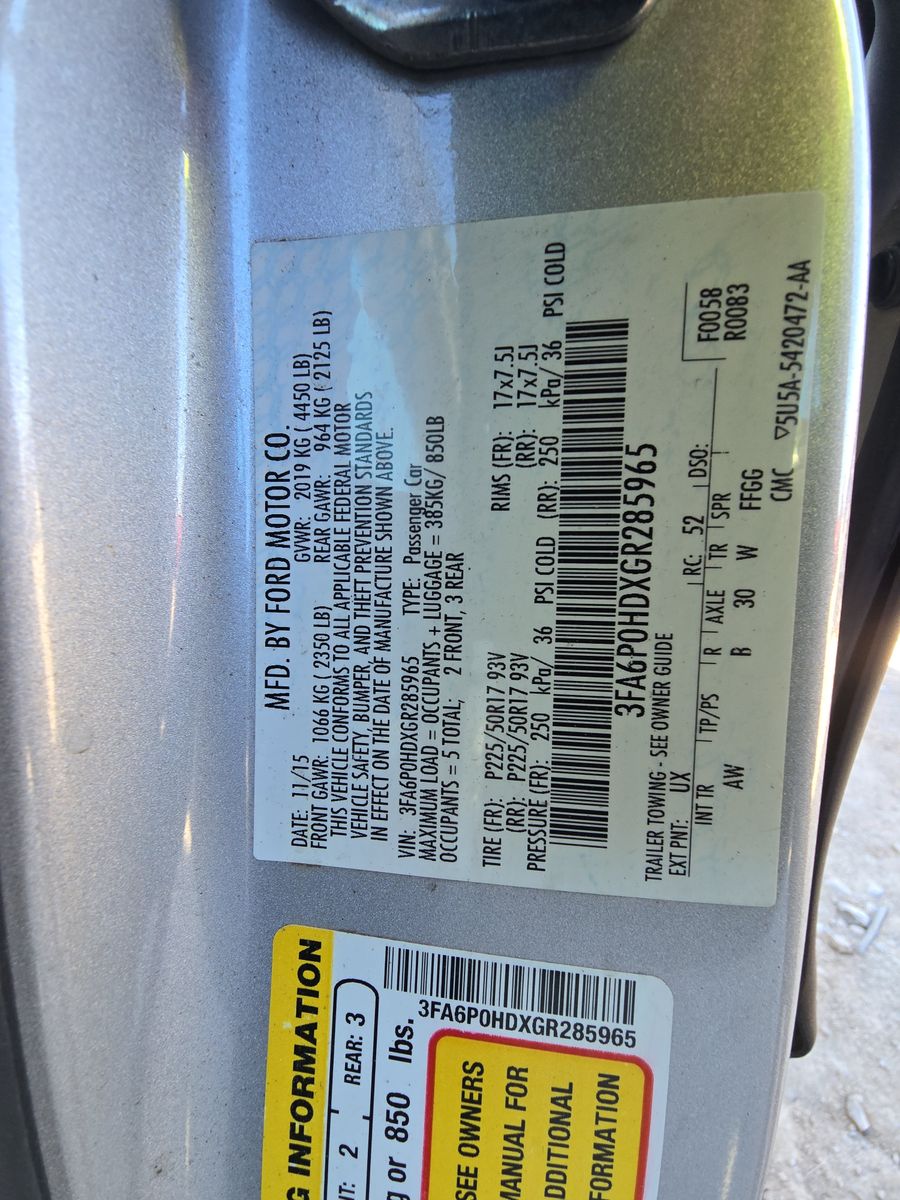 MFD. BY FORD MOTOR CO.
DATE: 11/15 GVWR: 2019 KG ( 4450 LB)
FRONT GAWR: 1066 KG ( 2350 LB) REAR GAWR: 964 KG ( 2125 LB)
THIS VEHICLE CONFORMS TO ALL APPLICABLE FEDERAL MOTOR
VEHICLE SAFETY, BUMPER, AND THEFT PREVENTION STANDARDS
IN EFFECT ON THE DATE OF MANUFACTURE SHOWN ABOVE.
VIN: 3FA6P0HDXGR285965 TYPE: Passenger Car
MAXIMUM LOAD = OCCUPANTS + LUGGAGE = 385KG/ 850LB
OCCUPANTS = 5 TOTAL; 2 FRONT, 3 REAR
TIRE (FR): P225/50R17 93V RIMS (FR): 17x7.5J
(RR): P225/50R17 93V (RR): 17x7.5J
PRESSURE (FR): 250 kPa/ 36 PSI COLD (RR): 250 kPa/ 36 PSI COLD
3FA6P0HDXGR285965
TRAILER TOWING - SEE OWNER GUIDE
EXT PNT: UX RC: 52 DSO: F0058
INT TR TP/PS R AXLE TR SPR R0083
AW B 30 W FFGG
CMC ▽5U5A-5420472-AA
G INFORMATION
NT: 2 REAR: 3
g or 850 lbs.
3FA6P0HDXGR285965
SEE OWNERS
MANUAL FOR
DDITIONAL
FORMATION